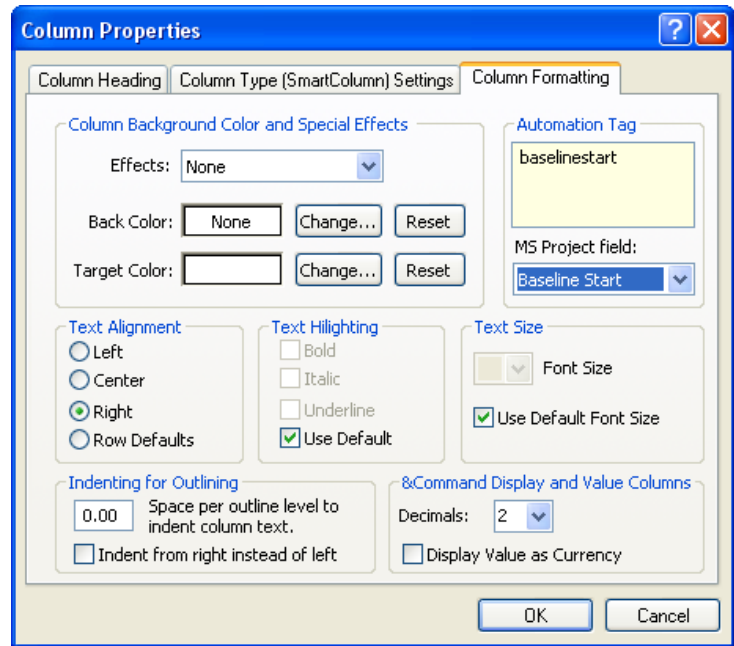 Column Properties
Column Heading
Column Type (SmartColumn) Settings
Column Formatting
Column Background Color and Special Effects
Effects: None
Back Color: None Change... Reset
Target Color: Change... Reset
Automation Tag
baselinestart
MS Project field:
Baseline Start
Text Alignment
Left
Center
Right
Row Defaults
Text Hilighting
Bold
Italic
Underline
Use Default
Text Size
Font Size
Use Default Font Size
Indenting for Outlining
0.00 Space per outline level to
indent column text.
Indent from right instead of left
&Command Display and Value Columns
Decimals: 2
Display Value as Currency
OK
Cancel